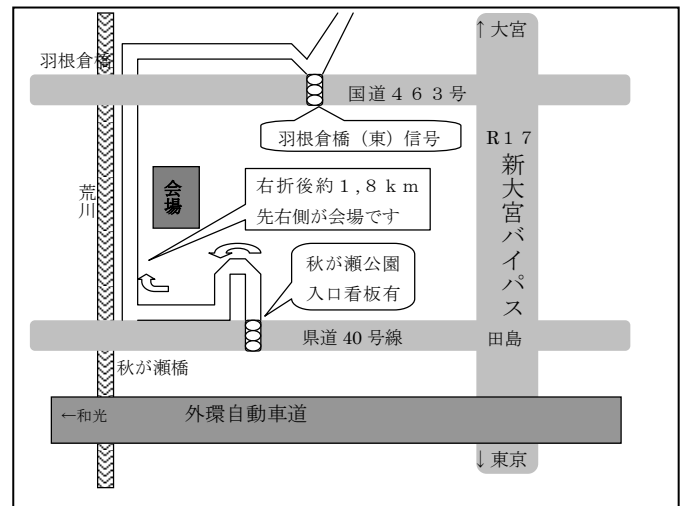 ↑大宮
羽根倉橋
国道４６３号
羽根倉橋（東）信号
R１７
新大宮バイパス
荒川
会場
右折後約１,８ｋｍ
先右側が会場です
秋が瀬公園
入口看板有
県道 40 号線
田島
秋が瀬橋
←和光
外環自動車道
↓東京